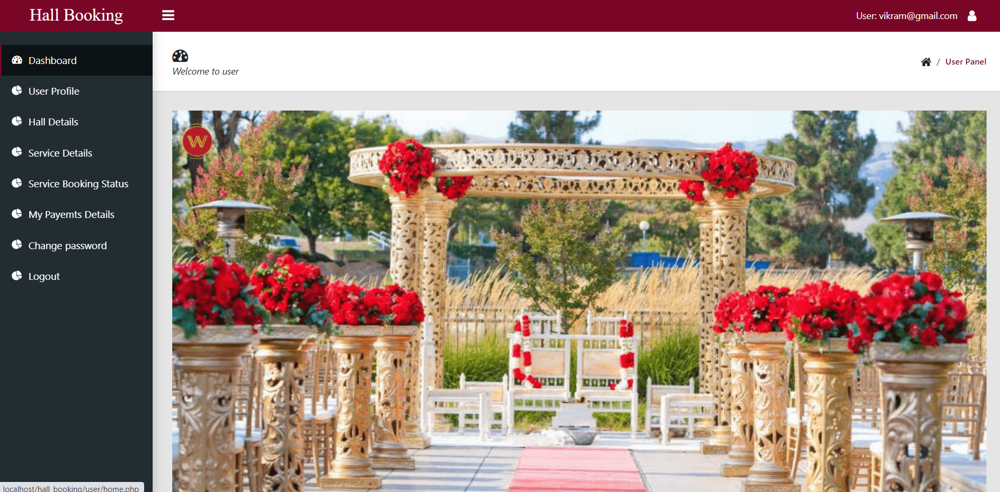 Hall Booking
User: vikram@gmail.com
Dashboard
User Profile
Hall Details
Service Details
Service Booking Status
My Payemts Details
Change password
Logout
Welcome to user
/ User Panel
W
localhost/hall_booking/user/home.php